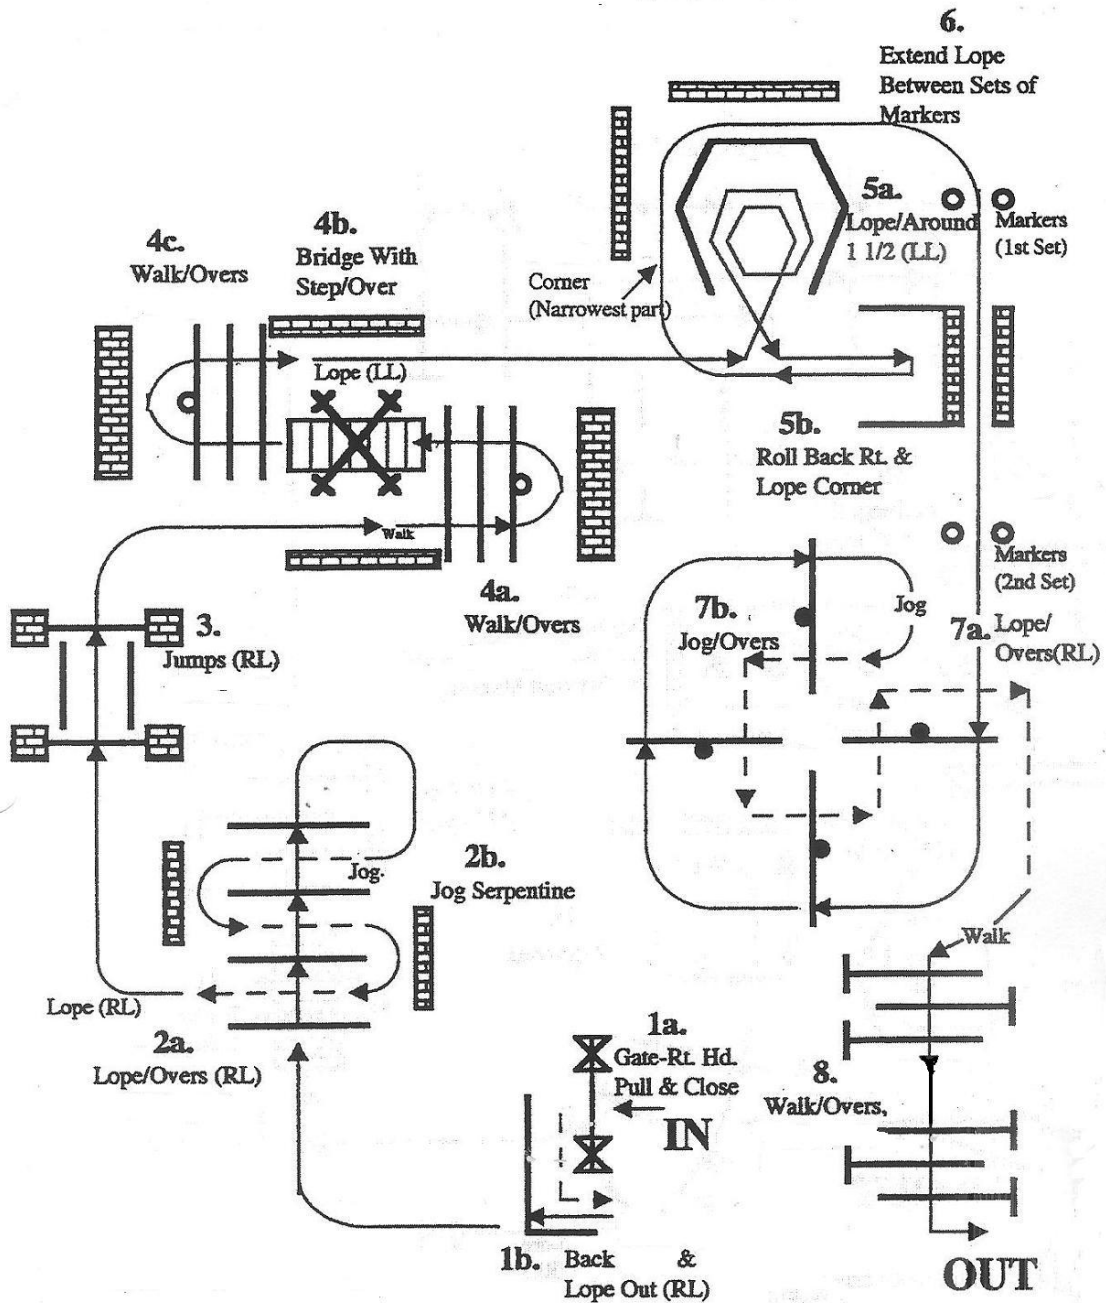 6.
Extend Lope
Between Sets of
Markers
5a.
Lope/Around
1 1/2 (LL)
Markers
(1st Set)
4b.
Bridge With
Step/Over
4c.
Walk/Overs
Corner
(Narrowest part)
Lope (LL)
5b.
Roll Back Rt. &
Lope Corner
Walk
Markers
(2nd Set)
4a.
Walk/Overs
3.
Jumps (RL)
7b.
Jog/Overs
Jog
7a. Lope/
Overs(RL)
2b.
Jog Serpentine
Jog.
Walk
Lope (RL)
2a.
Lope/Overs (RL)
1a.
Gate-Rt. Hd.
Pull & Close
IN
8.
Walk/Overs,
1b. Back &
Lope Out (RL)
OUT